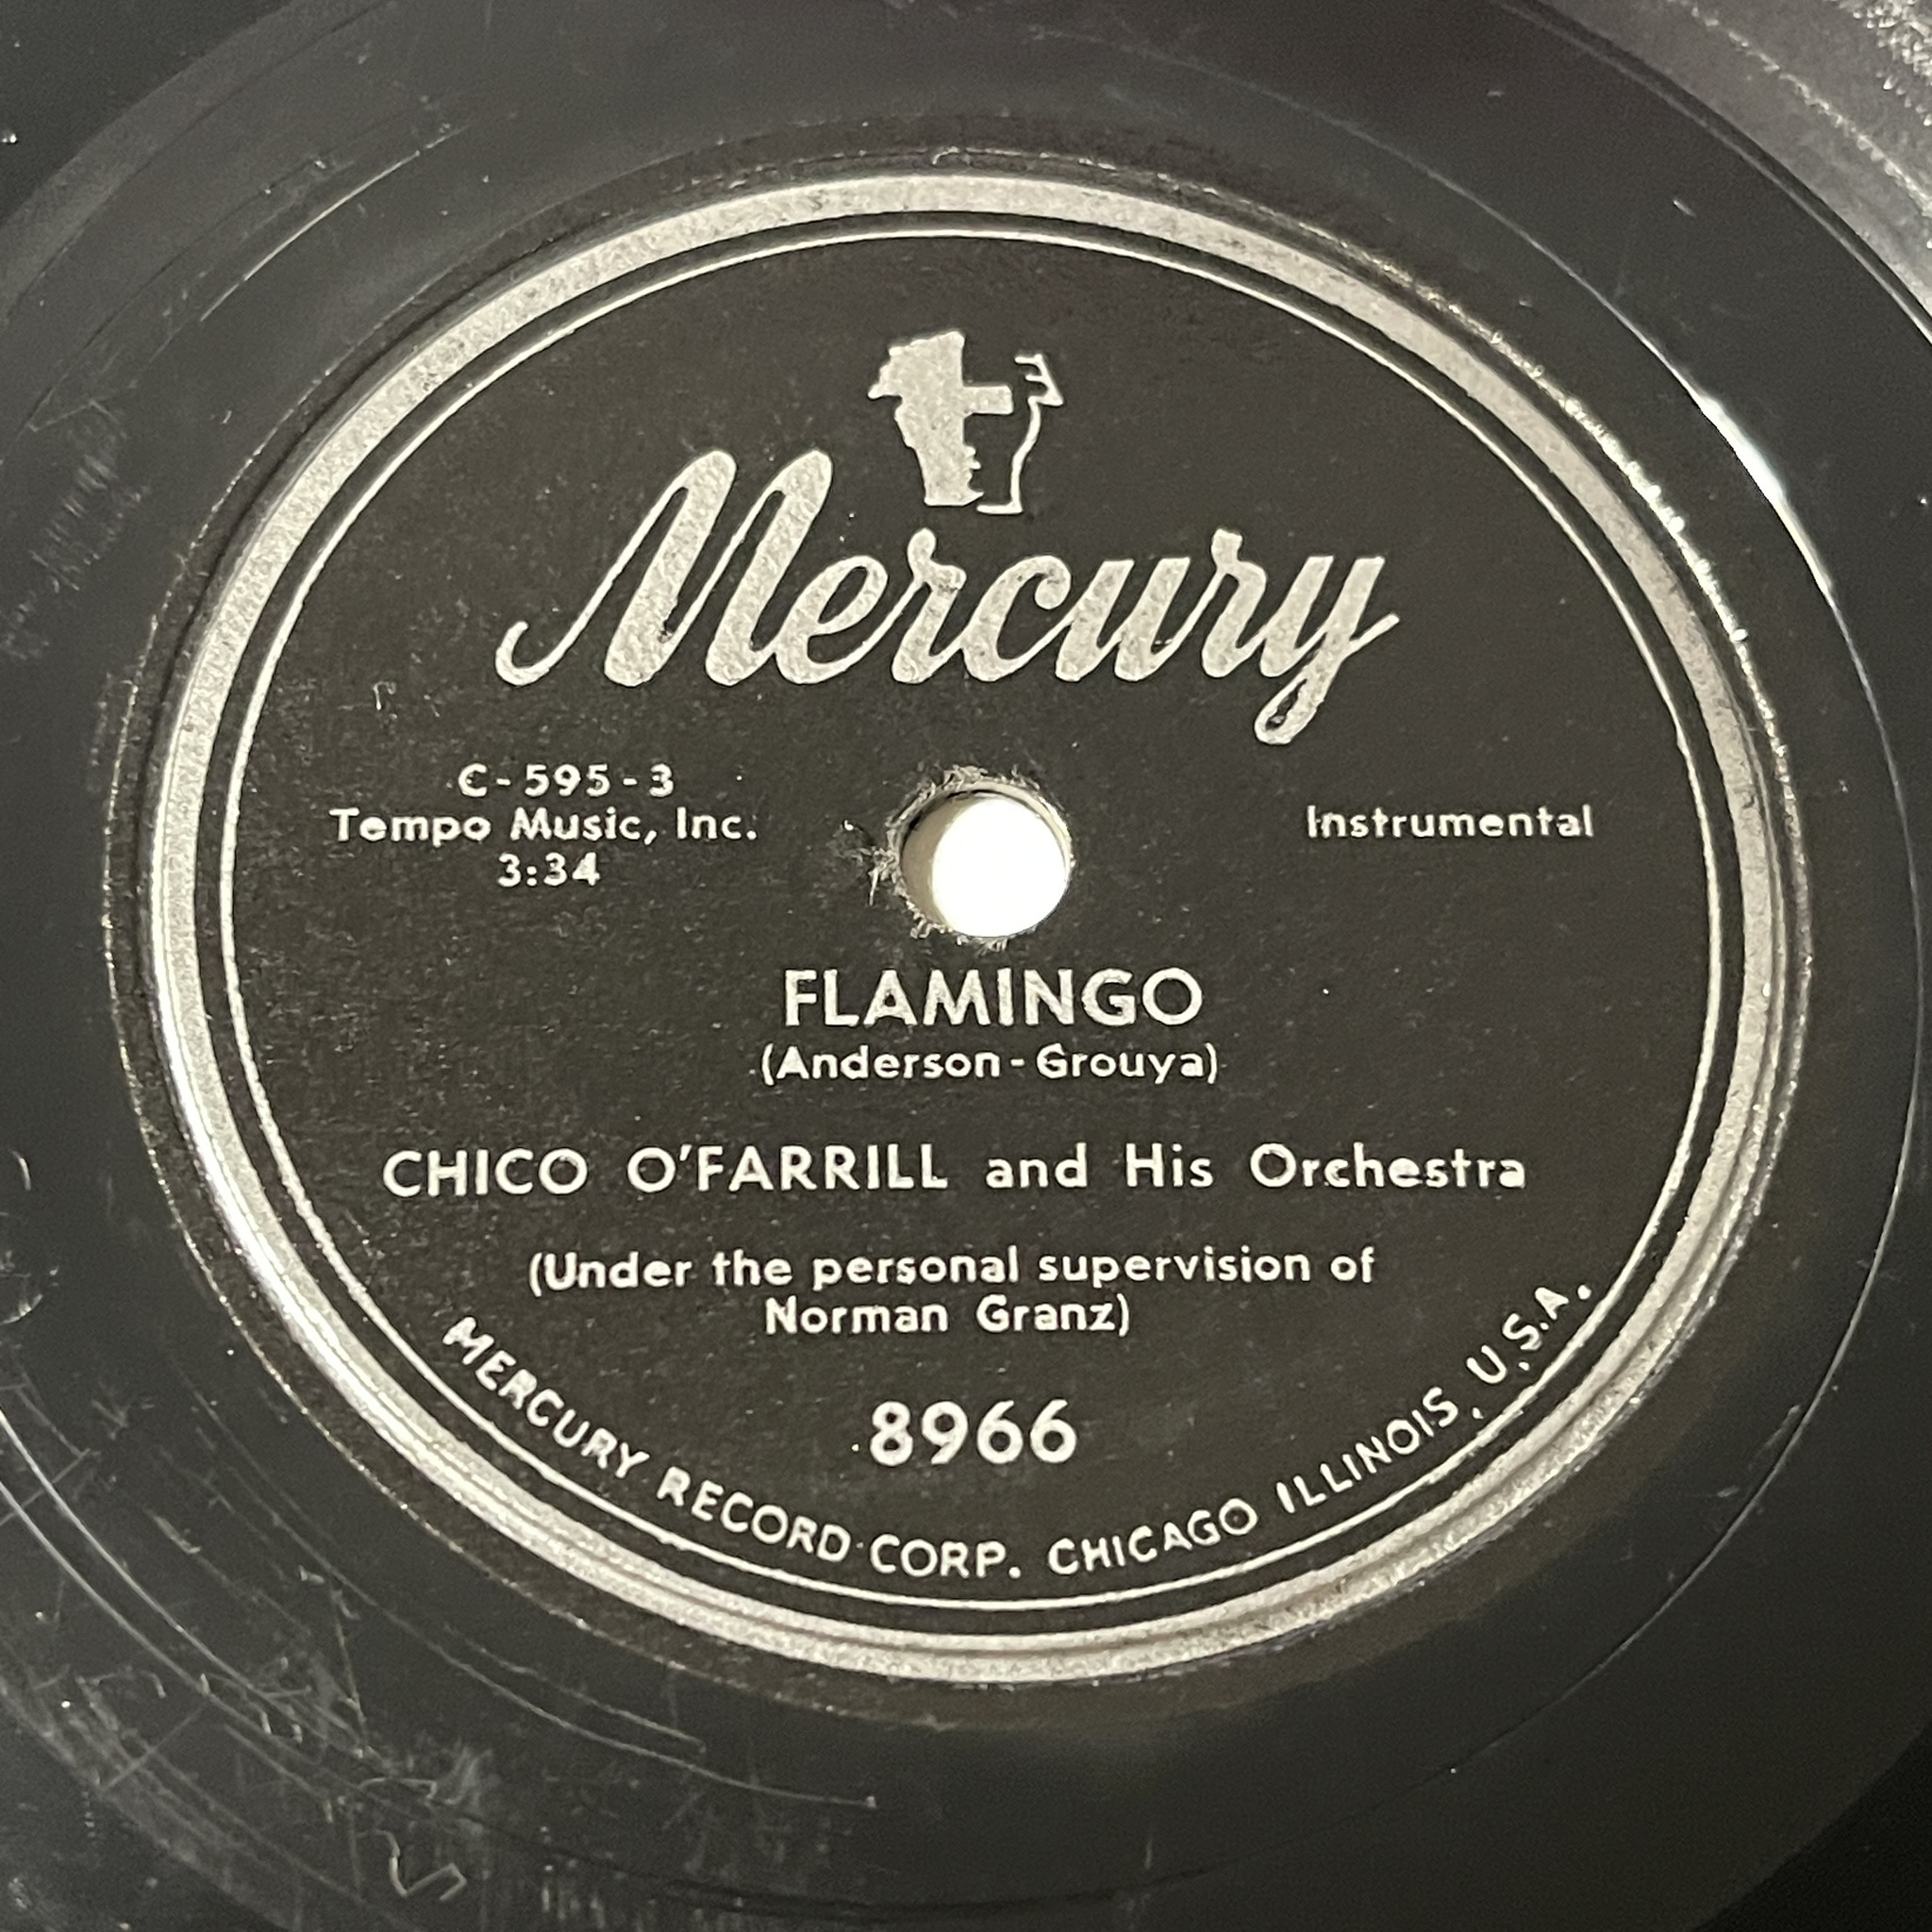 Mercury
C-595-3
Tempo Music, Inc.
3:34
Instrumental
FLAMINGO
(Anderson-Grouya)
CHICO O'FARRILL and His Orchestra
(Under the personal supervision of
Norman Granz)
8966
MERCURY RECORD CORP. CHICAGO ILLINOIS, U.S.A.